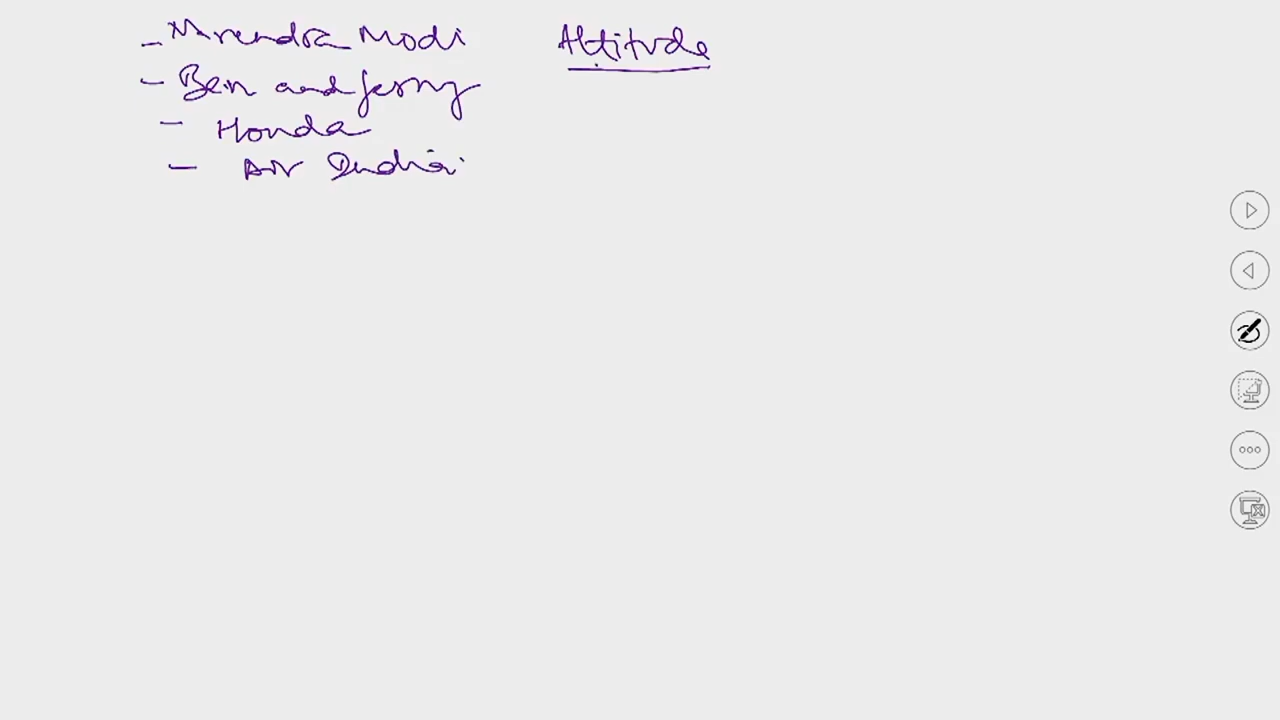 - Narendra Modi
- Ben and Jerry
- Honda
- Air India
Attitude